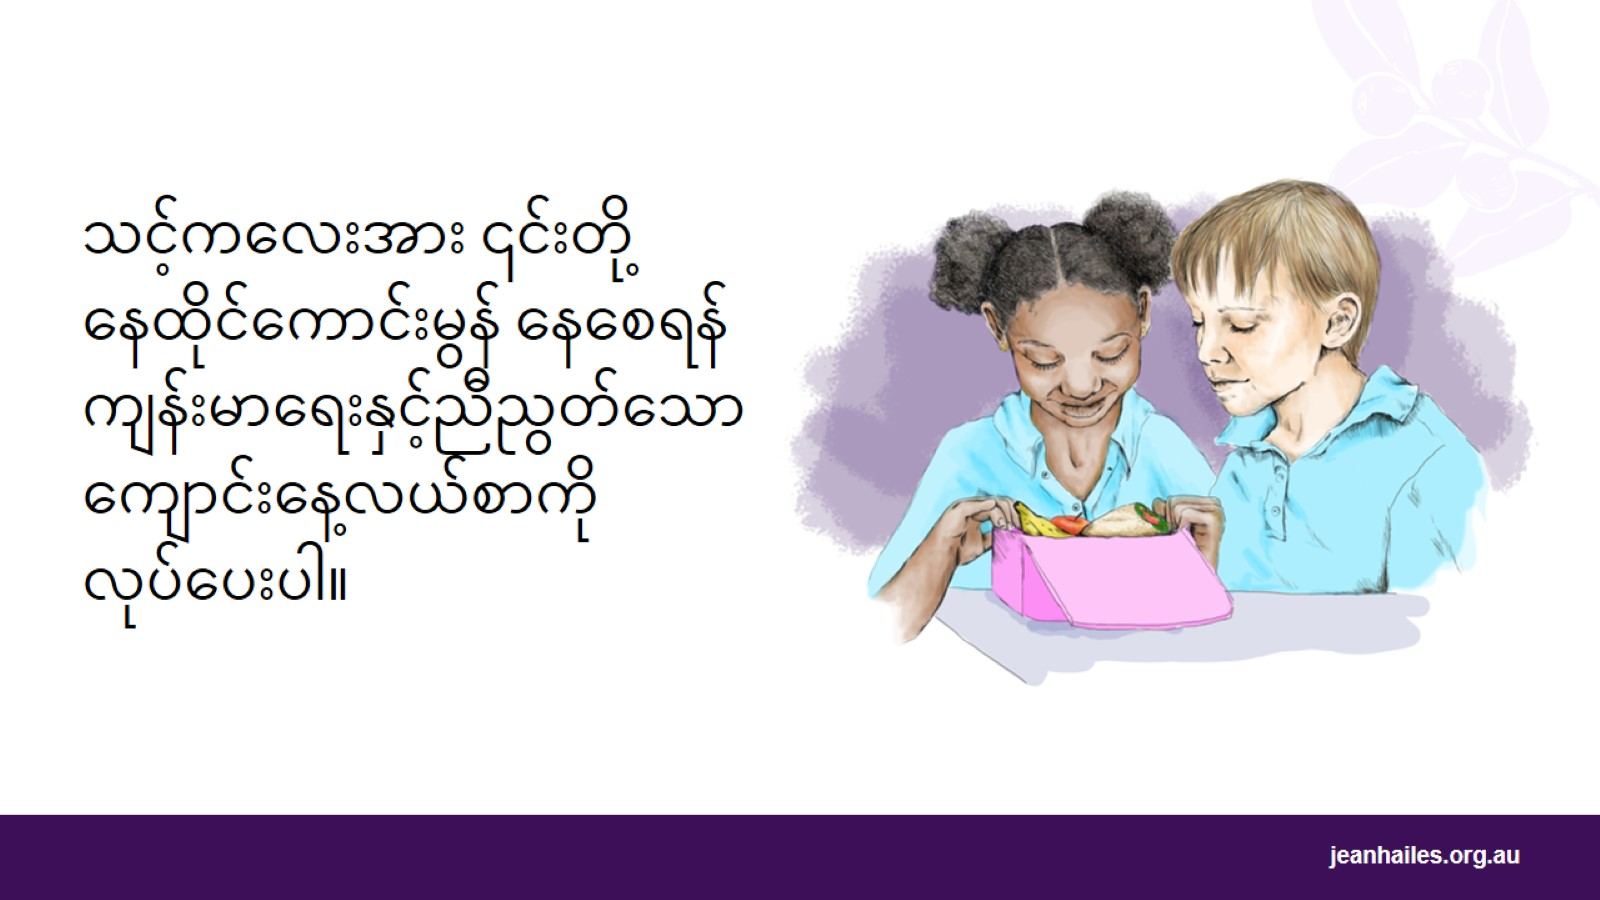 သင့်ကလေးအား ၎င်းတို့
နေထိုင်ကောင်းမွန် နေစေရန်
ကျန်းမာရေးနှင့်ညီညွတ်သော
ကျောင်းနေ့လယ်စာကို
လုပ်ပေးပါ။
jeanhailes.org.au